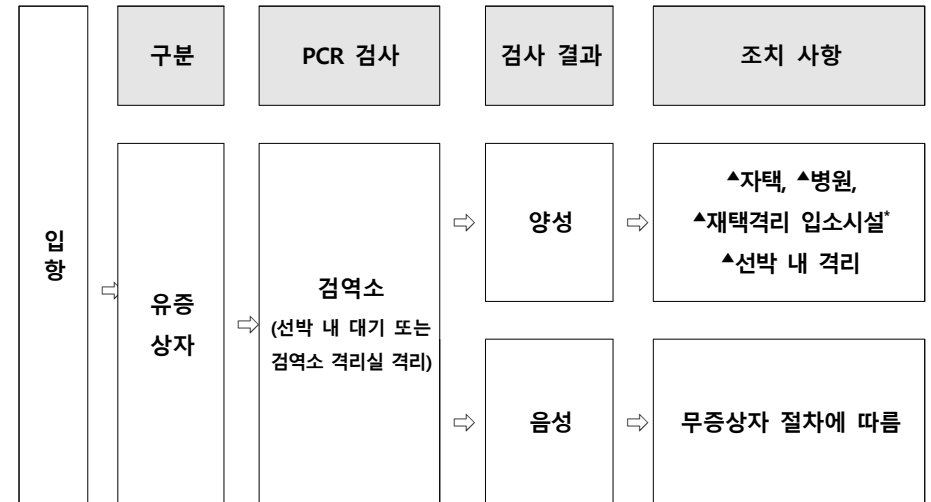 구분
PCR 검사
검사 결과
조치 사항
입
항
유증
상자
검역소
(선박 내 대기 또는
검역소 격리실 격리)
양성
▲자택, ▲병원,
▲재택격리 입소시설*
▲선박 내 격리
음성
무증상자 절차에 따름